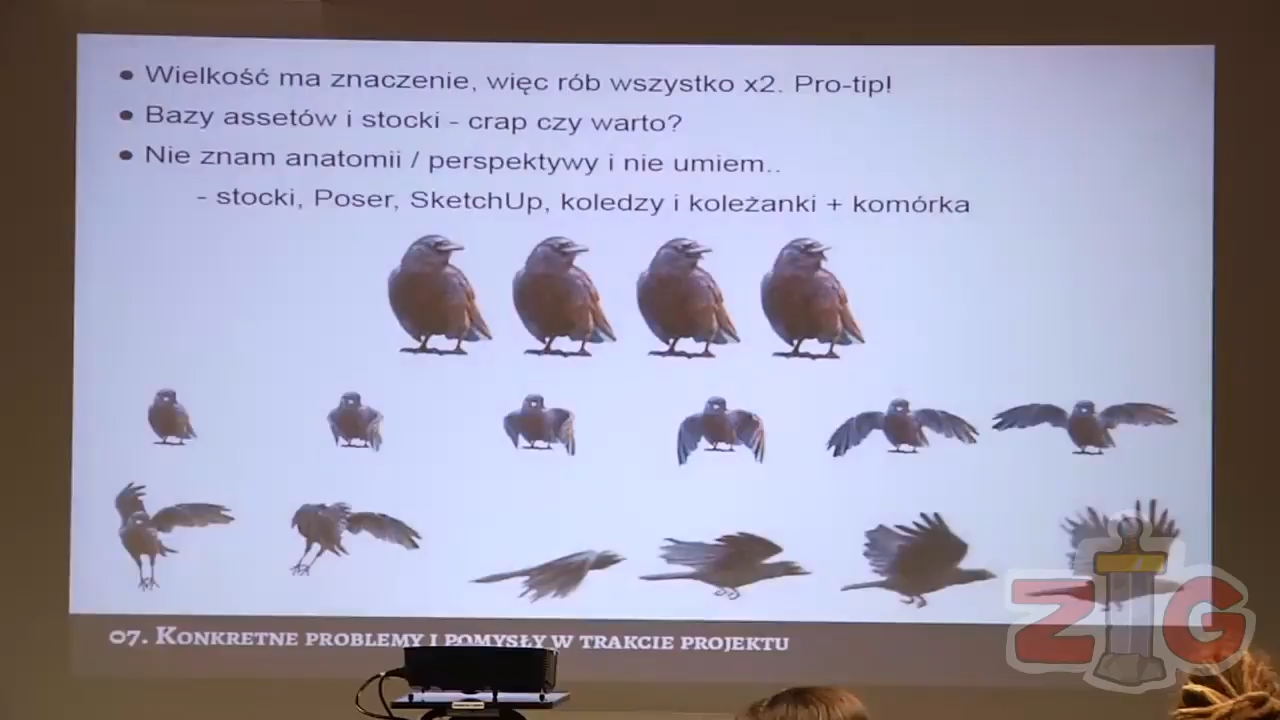 Wielkość ma znaczenie, więc rób wszystko x2. Pro-tip!
Bazy assetów i stocki - crap czy warto?
Nie znam anatomii / perspektywy i nie umiem..
- stocki, Poser, SketchUp, koledzy i koleżanki + komórka
07. Konkretne problemy i pomysły w trakcie projektu
ZIG